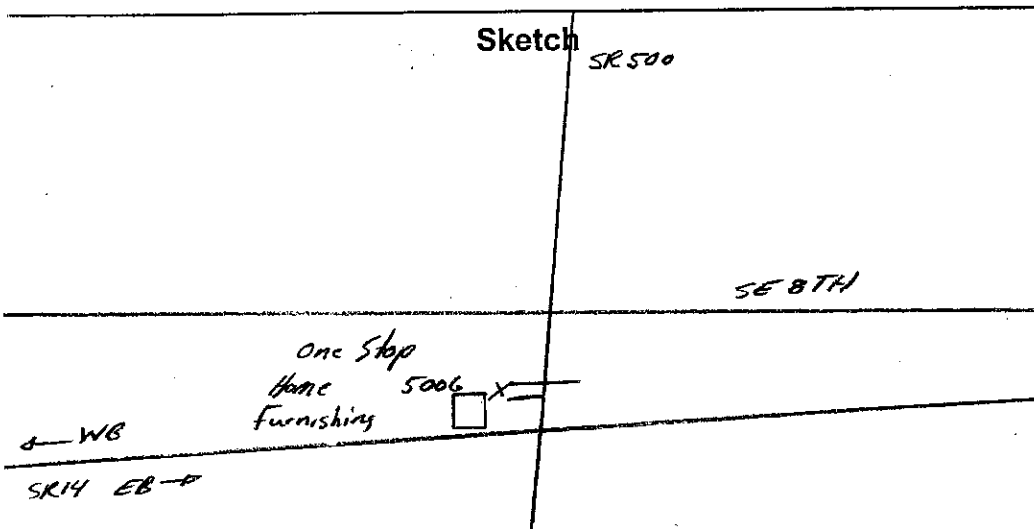 Sketch
SR500
SE 8TH
One Stop
Home 5006
Furnishing X
← WB
SR14 EB →